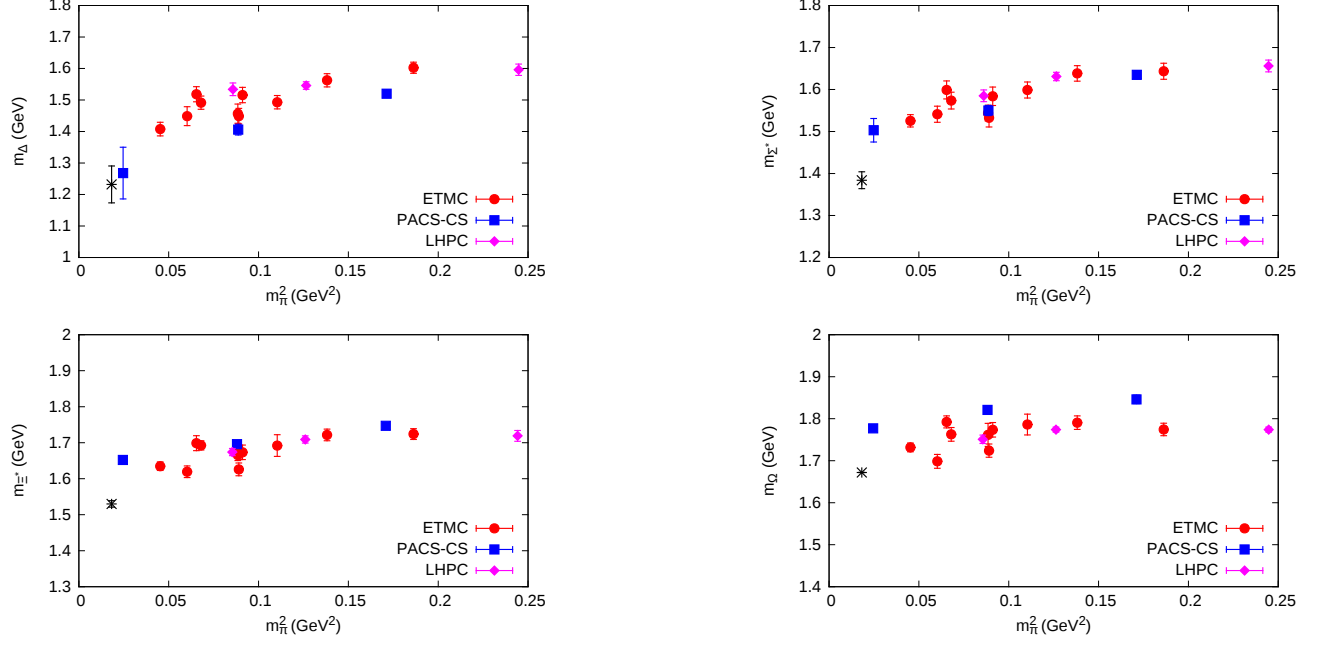 1.8
1.7
1.6
1.5
1.4
1.3
1.2
1.1
1
m_Δ (GeV)
ETMC
PACS-CS
LHPC
0 0.05 0.1 0.15 0.2 0.25
m_π^2 (GeV^2)
1.8
1.7
1.6
1.5
1.4
1.3
1.2
m_Σ* (GeV)
ETMC
PACS-CS
LHPC
0 0.05 0.1 0.15 0.2 0.25
m_π^2 (GeV^2)
2
1.9
1.8
1.7
1.6
1.5
1.4
1.3
m_Ξ* (GeV)
ETMC
PACS-CS
LHPC
0 0.05 0.1 0.15 0.2 0.25
m_π^2 (GeV^2)
2
1.9
1.8
1.7
1.6
1.5
1.4
m_Ω (GeV)
ETMC
PACS-CS
LHPC
0 0.05 0.1 0.15 0.2 0.25
m_π^2 (GeV^2)